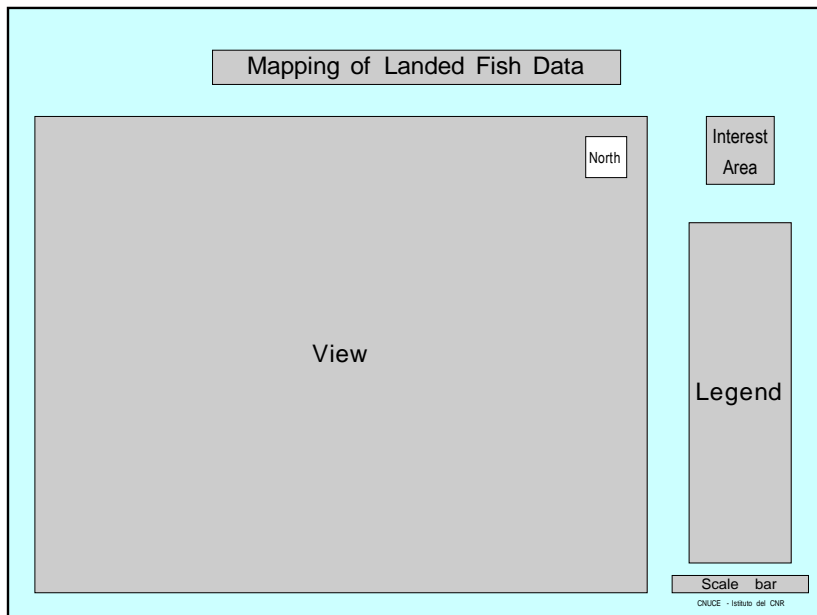 Mapping of Landed Fish Data
North
Interest
Area
View
Legend
Scale bar
CNUCE - Istituto del CNR